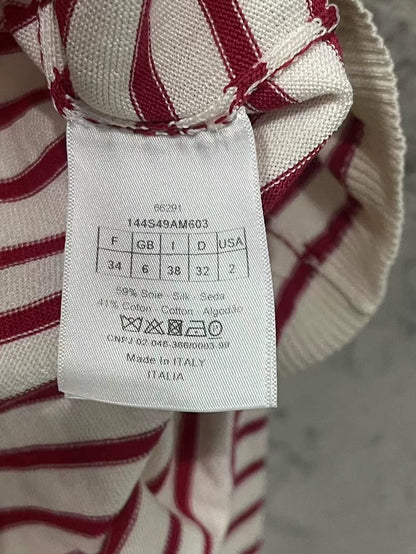 66291
144S49AM603
F GB I D USA
34 6 38 32 2
59% Soie - Silk - Seda
41% Coton - Cotton - Algodão
CNPJ 02.046.366/0003-99
Made In ITALY
ITALIA